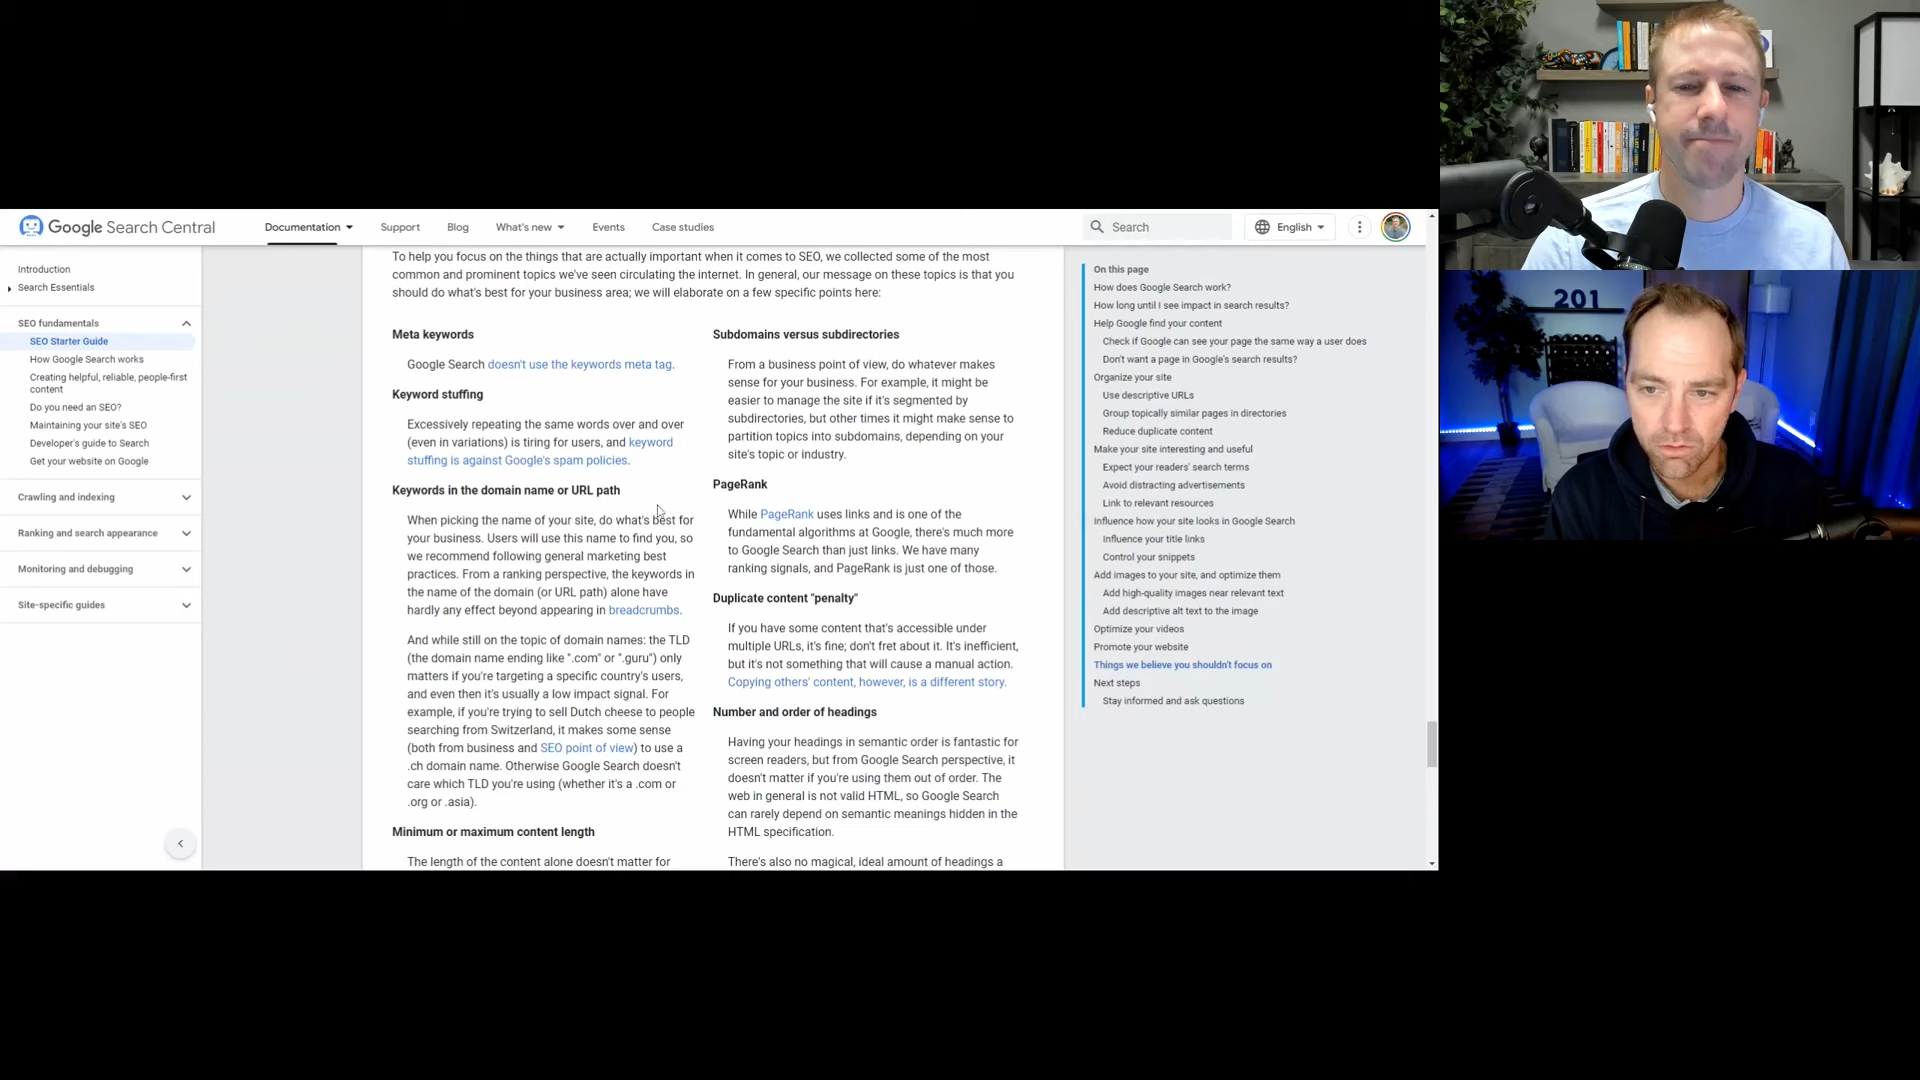 201
Google Search Central
Documentation
Support
Blog
What's new
Events
Case studies
Search
English
Introduction
Search Essentials
SEO fundamentals
SEO Starter Guide
How Google Search works
Creating helpful, reliable, people-first
content
Do you need an SEO?
Maintaining your site's SEO
Developer's guide to Search
Get your website on Google
Crawling and indexing
Ranking and search appearance
Monitoring and debugging
Site-specific guides
To help you focus on the things that are actually important when it comes to SEO, we collected some of the most
common and prominent topics we've seen circulating the internet. In general, our message on these topics is that you
should do what's best for your business area; we will elaborate on a few specific points here:
Meta keywords
Google Search doesn't use the keywords meta tag.
Keyword stuffing
Excessively repeating the same words over and over
(even in variations) is tiring for users, and keyword
stuffing is against Google's spam policies.
Keywords in the domain name or URL path
When picking the name of your site, do what's best for
your business. Users will use this name to find you, so
we recommend following general marketing best
practices. From a ranking perspective, the keywords in
the name of the domain (or URL path) alone have
hardly any effect beyond appearing in breadcrumbs.
And while still on the topic of domain names: the TLD
(the domain name ending like ".com" or ".guru") only
matters if you're targeting a specific country's users,
and even then it's usually a low impact signal. For
example, if you're trying to sell Dutch cheese to people
searching from Switzerland, it makes some sense
(both from business and SEO point of view) to use a
.ch domain name. Otherwise Google Search doesn't
care which TLD you're using (whether it's a .com or
.org or .asia).
Minimum or maximum content length
The length of the content alone doesn't matter for
Subdomains versus subdirectories
From a business point of view, do whatever makes
sense for your business. For example, it might be
easier to manage the site if it's segmented by
subdirectories, but other times it might make sense to
partition topics into subdomains, depending on your
site's topic or industry.
PageRank
While PageRank uses links and is one of the
fundamental algorithms at Google, there's much more
to Google Search than just links. We have many
ranking signals, and PageRank is just one of those.
Duplicate content "penalty"
If you have some content that's accessible under
multiple URLs, it's fine; don't fret about it. It's inefficient,
but it's not something that will cause a manual action.
Copying others' content, however, is a different story.
Number and order of headings
Having your headings in semantic order is fantastic for
screen readers, but from Google Search perspective, it
doesn't matter if you're using them out of order. The
web in general is not valid HTML, so Google Search
can rarely depend on semantic meanings hidden in the
HTML specification.
There's also no magical, ideal amount of headings a
On this page
How does Google Search work?
How long until I see impact in search results?
Help Google find your content
Check if Google can see your page the same way a user does
Don't want a page in Google's search results?
Organize your site
Use descriptive URLs
Group topically similar pages in directories
Reduce duplicate content
Make your site interesting and useful
Expect your readers' search terms
Avoid distracting advertisements
Link to relevant resources
Influence how your site looks in Google Search
Influence your title links
Control your snippets
Add images to your site, and optimize them
Add high-quality images near relevant text
Add descriptive alt text to the image
Optimize your videos
Promote your website
Things we believe you shouldn't focus on
Next steps
Stay informed and ask questions